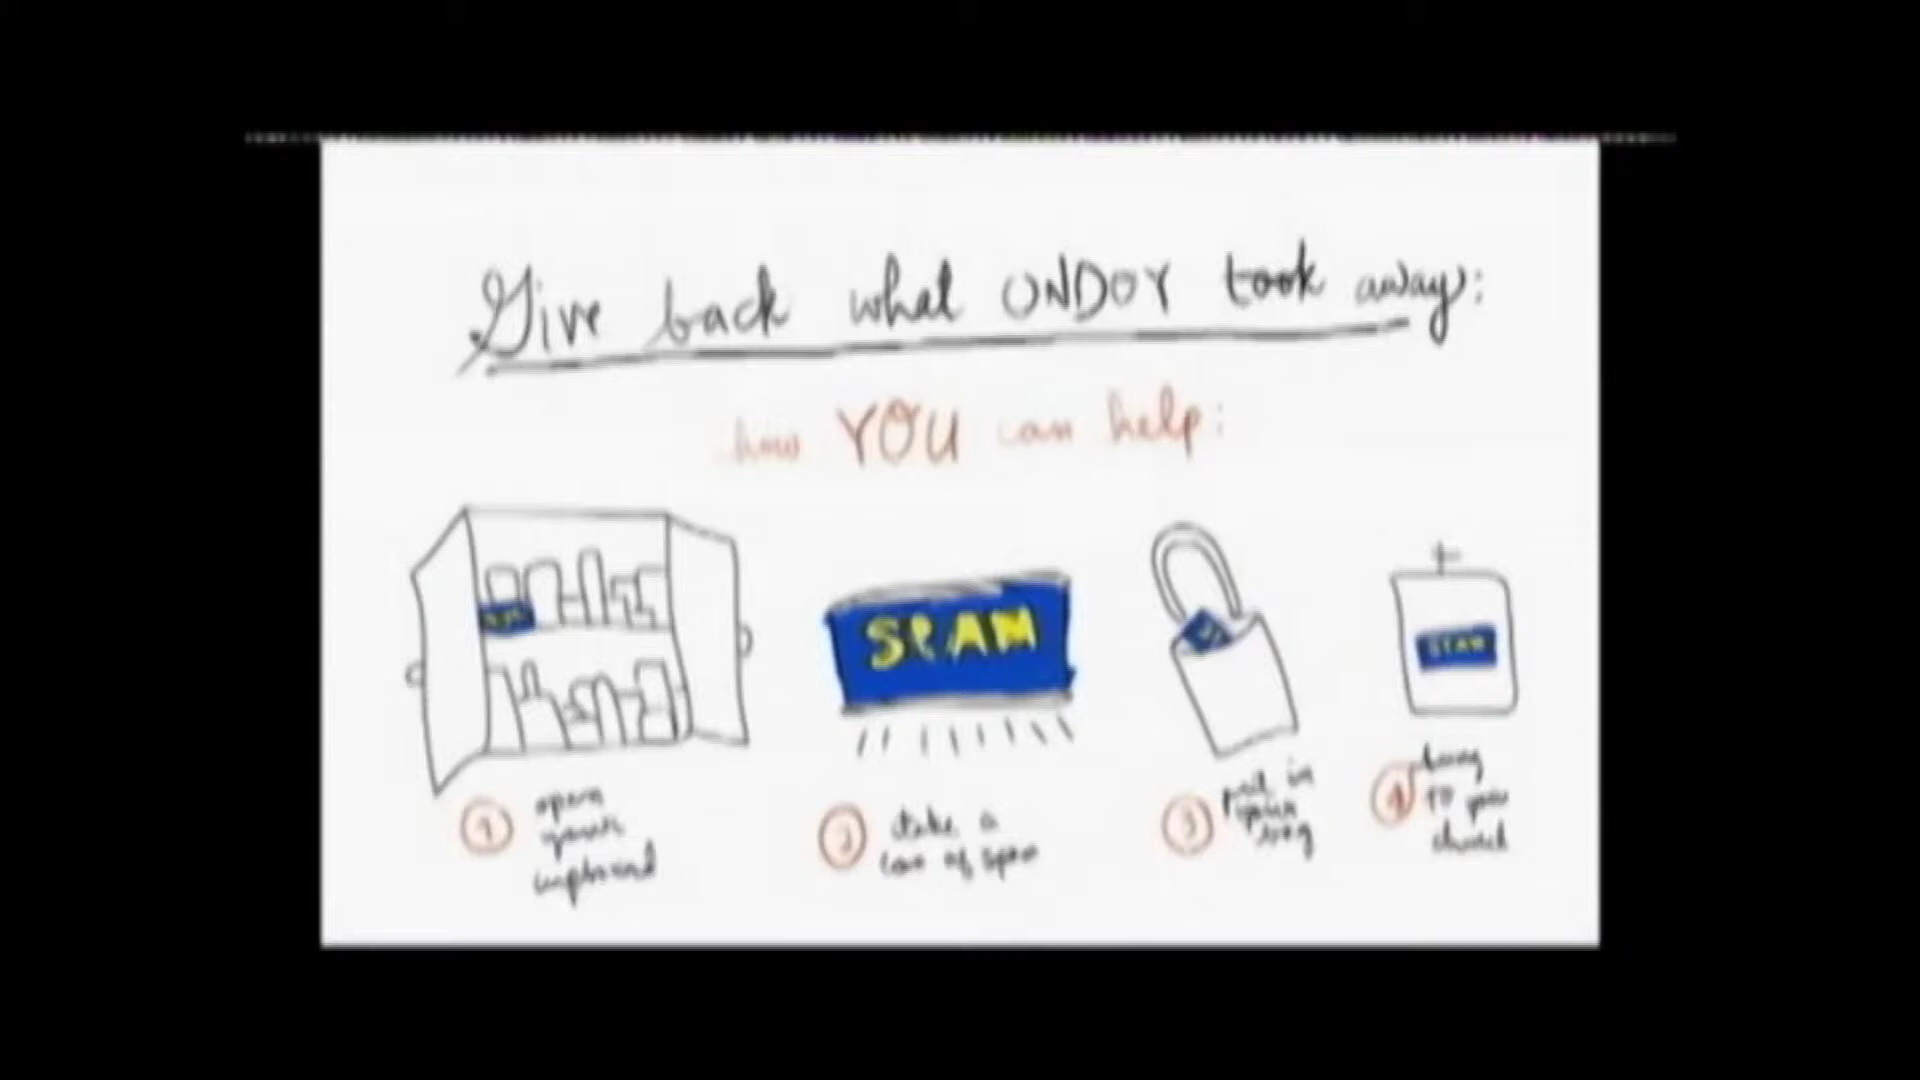 Give back what ONDOY took away:
how YOU can help:
SPAM
SPAM
1 open
your
cupboard
2 take a
can of spam
3 put in
your
bag
4 bring
to your
church